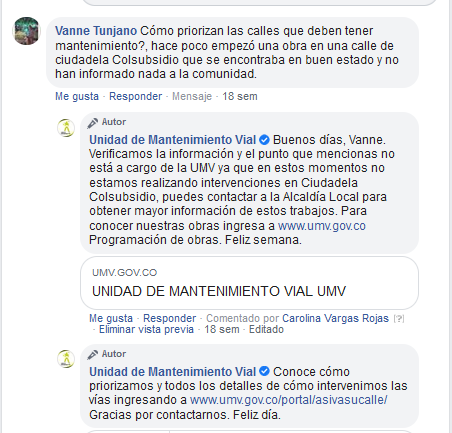 Vanne Tunjano Cómo priorizan las calles que deben tener
mantenimiento?, hace poco empezó una obra en una calle de
ciudadela Colsubsidio que se encontraba en buen estado y no
han informado nada a la comunidad.
Me gusta · Responder · Mensaje · 18 sem
Autor
Unidad de Mantenimiento Vial Buenos días, Vanne.
Verificamos la información y el punto que mencionas no
está a cargo de la UMV ya que en estos momentos no
estamos realizando intervenciones en Ciudadela
Colsubsidio, puedes contactar a la Alcaldía Local para
obtener mayor información de estos trabajos. Para
conocer nuestras obras ingresa a www.umv.gov.co
Programación de obras. Feliz semana.
UMV.GOV.CO
UNIDAD DE MANTENIMIENTO VIAL UMV
Me gusta · Responder · Comentado por Carolina Vargas Rojas [?]
· Eliminar vista previa · 18 sem · Editado
Autor
Unidad de Mantenimiento Vial Conoce cómo
priorizamos y todos los detalles de cómo intervenimos las
vías ingresando a www.umv.gov.co/portal/asivasucalle/
Gracias por contactarnos. Feliz día.